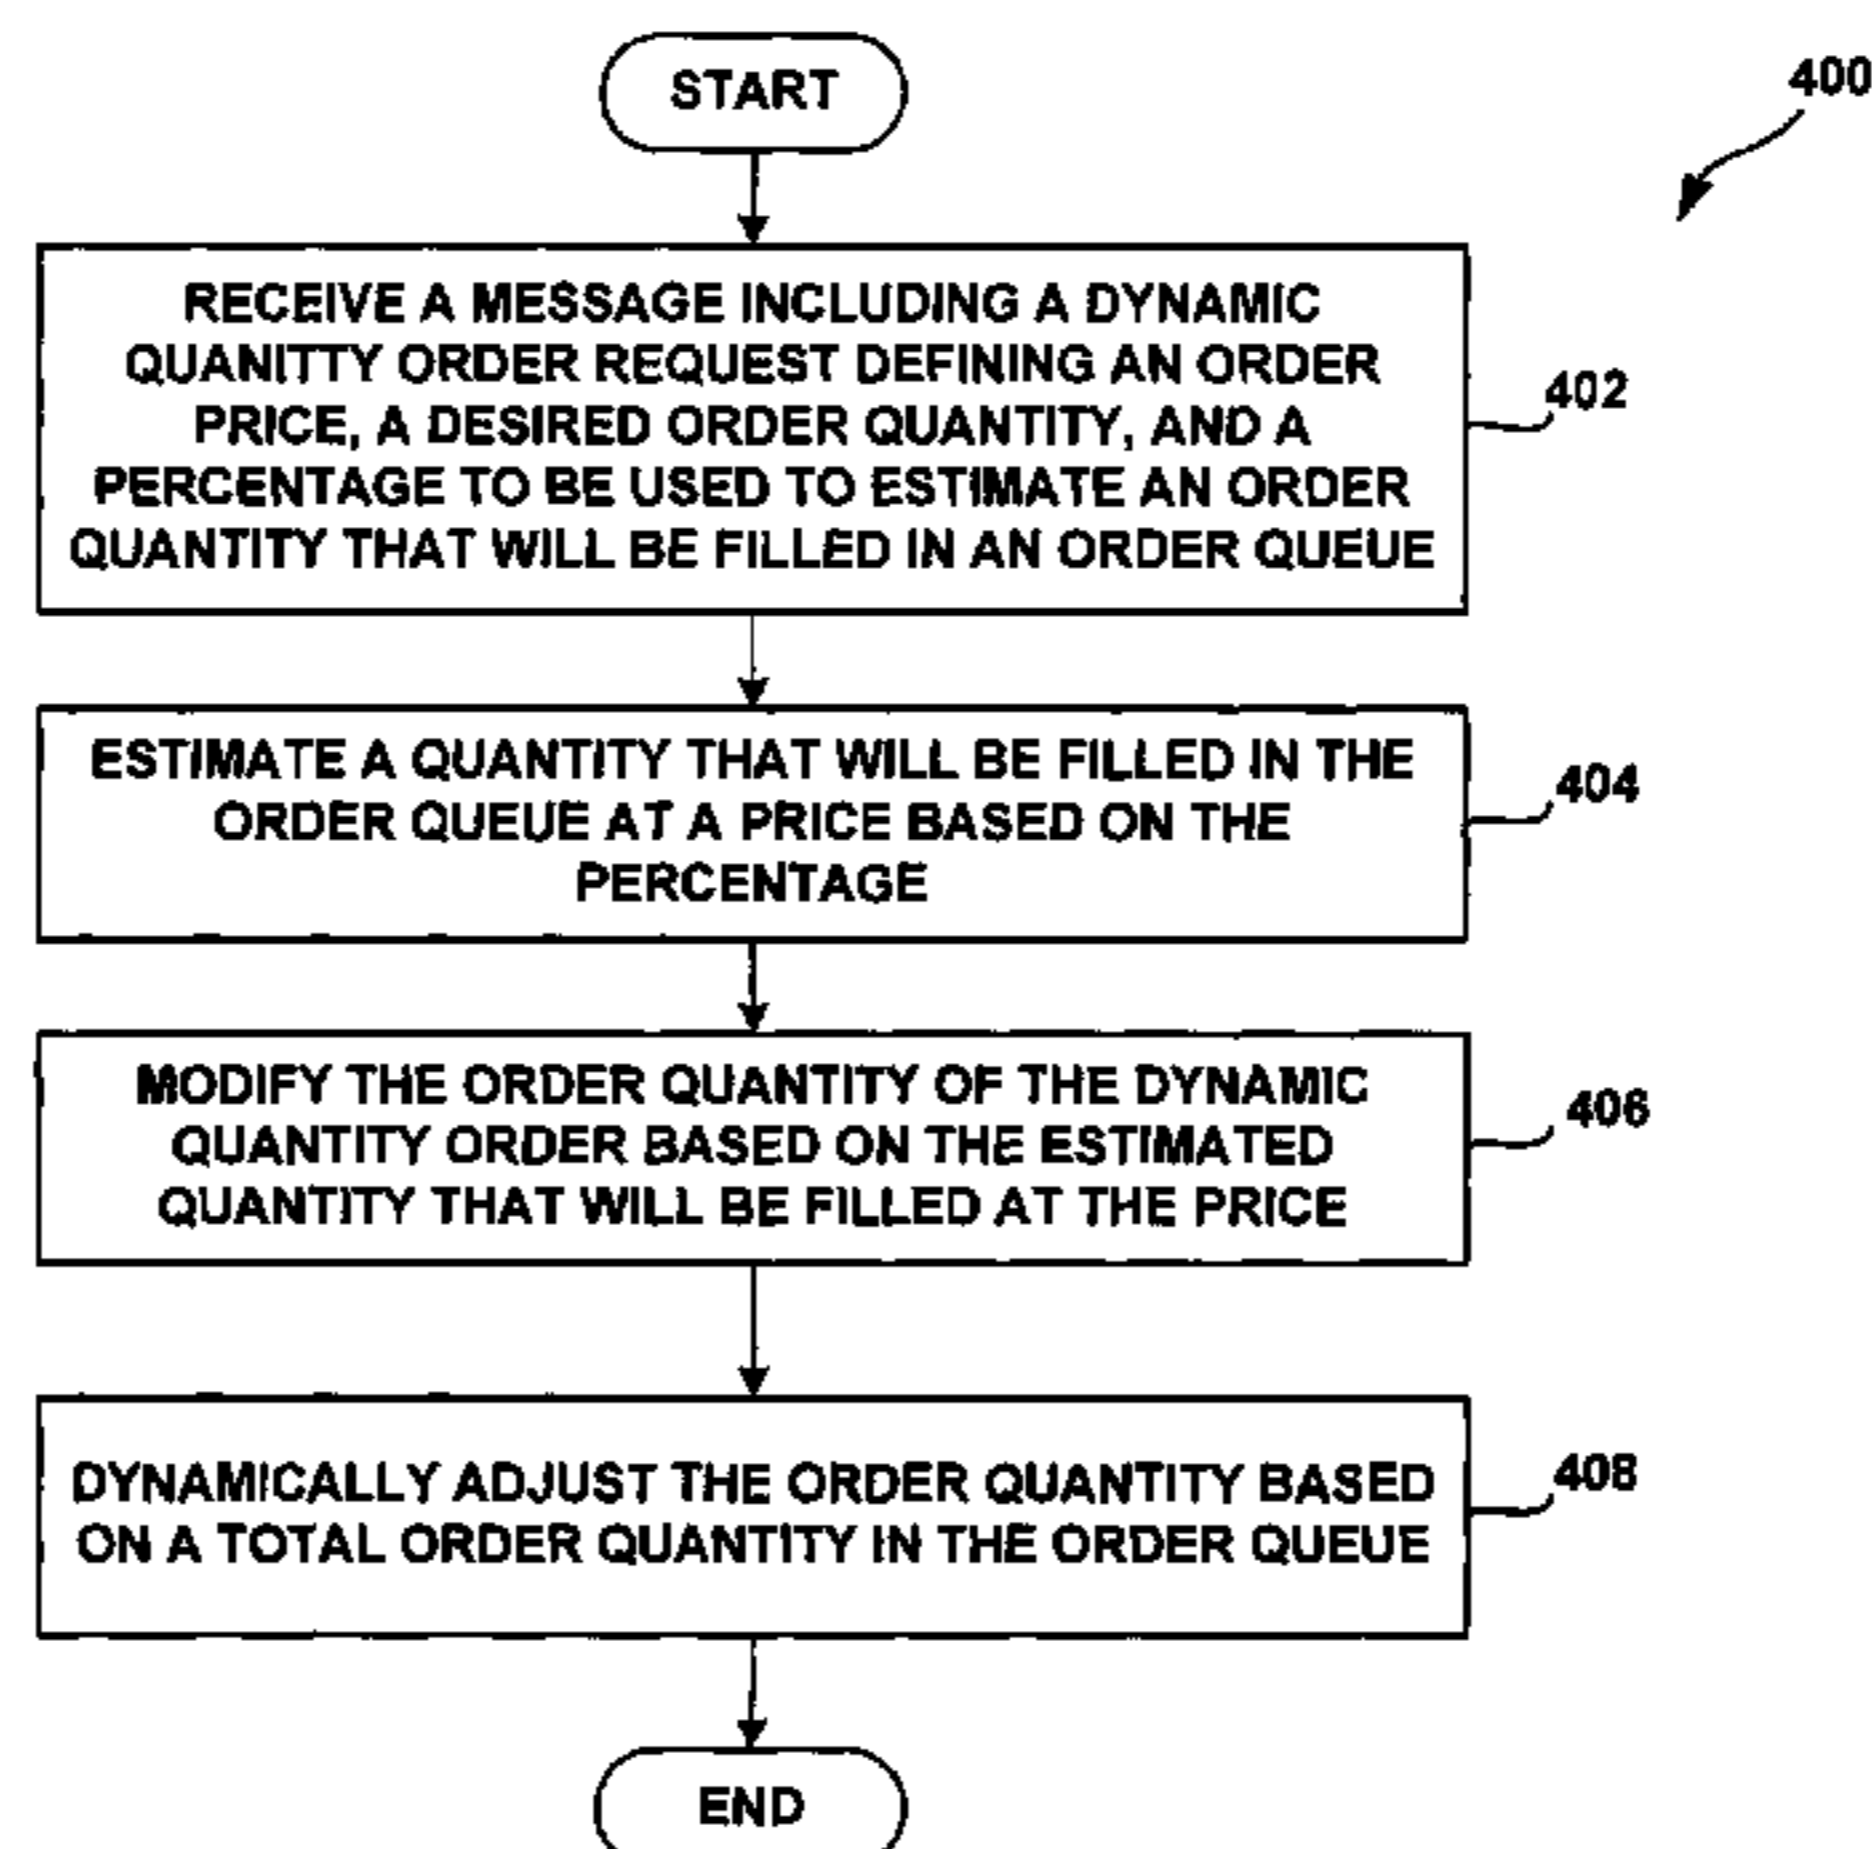 START
400
RECEIVE A MESSAGE INCLUDING A DYNAMIC
QUANITTY ORDER REQUEST DEFINING AN ORDER
PRICE, A DESIRED ORDER QUANTITY, AND A
PERCENTAGE TO BE USED TO ESTIMATE AN ORDER
QUANTITY THAT WILL BE FILLED IN AN ORDER QUEUE
402
ESTIMATE A QUANTITY THAT WILL BE FILLED IN THE
ORDER QUEUE AT A PRICE BASED ON THE
PERCENTAGE
404
MODIFY THE ORDER QUANTITY OF THE DYNAMIC
QUANTITY ORDER BASED ON THE ESTIMATED
QUANTITY THAT WILL BE FILLED AT THE PRICE
406
DYNAMICALLY ADJUST THE ORDER QUANTITY BASED
ON A TOTAL ORDER QUANTITY IN THE ORDER QUEUE
408
END